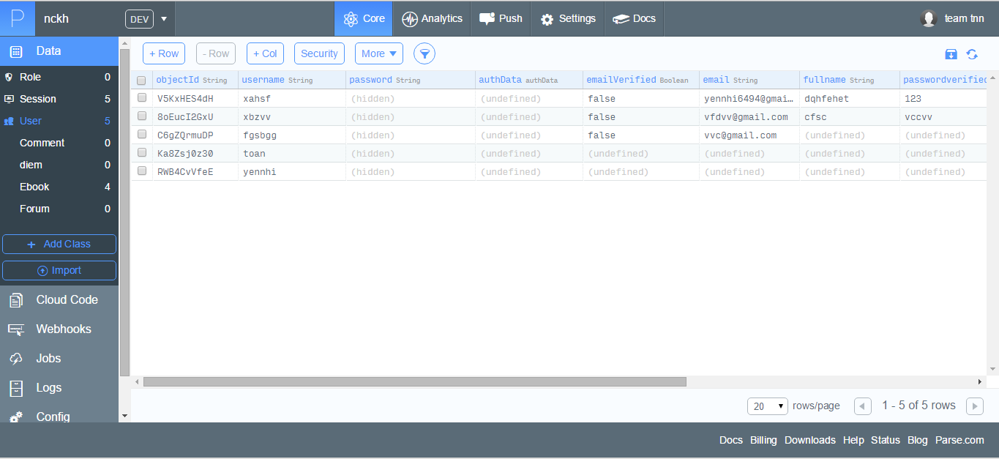 P nckh DEV Core Analytics Push Settings Docs team tnn
Data
Role 0
Session 5
User 5
Comment 0
diem 0
Ebook 4
Forum 0
+ Add Class
Import
Cloud Code
Webhooks
Jobs
Logs
Config
+ Row - Row + Col Security More
objectId String username String password String authData authData emailVerified Boolean email String fullname String passwordverified
V5KxHES4dH xahsf (hidden) (undefined) false yennhi6494@gmai… dqhfehet 123
8oEucI2GxU xbzvv (hidden) (undefined) false vfdvv@gmail.com cfsc vccvv
C6gZQrmuDP fgsbgg (hidden) (undefined) false vvc@gmail.com (undefined) (undefined)
Ka8Zsj0z30 toan (hidden) (undefined) (undefined) (undefined) (undefined) (undefined)
RWB4CvVfeE yennhi (hidden) (undefined) (undefined) (undefined) (undefined) (undefined)
20 rows/page 1 - 5 of 5 rows
Docs Billing Downloads Help Status Blog Parse.com